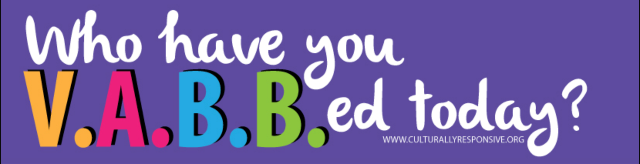 Who have you
V.A.B.B.ed today?
WWW.CULTURALLYRESPONSIVE.ORG